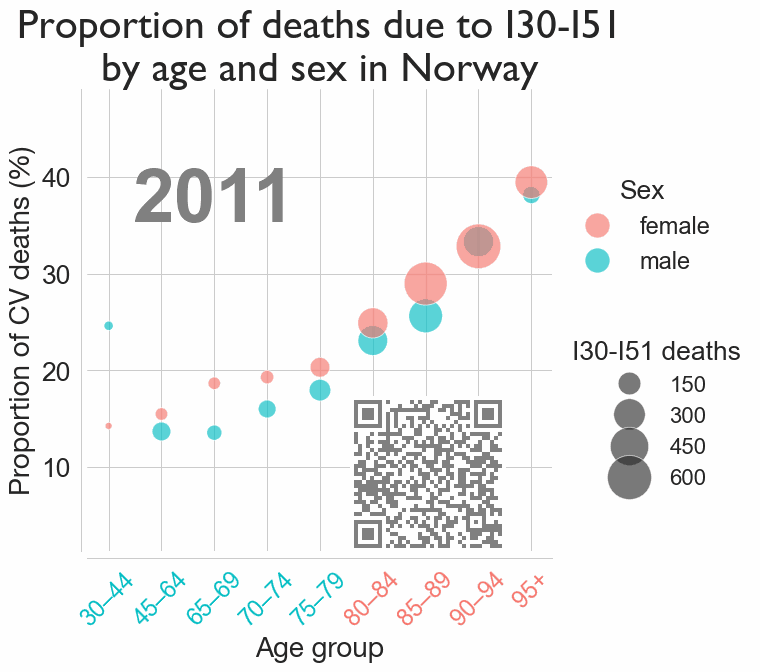 Proportion of deaths due to I30-I51
by age and sex in Norway
2011
Proportion of CV deaths (%)
40
30
20
10
30–44
45–64
65–69
70–74
75–79
80–84
85–89
90–94
95+
Age group
Sex
female
male
I30-I51 deaths
150
300
450
600